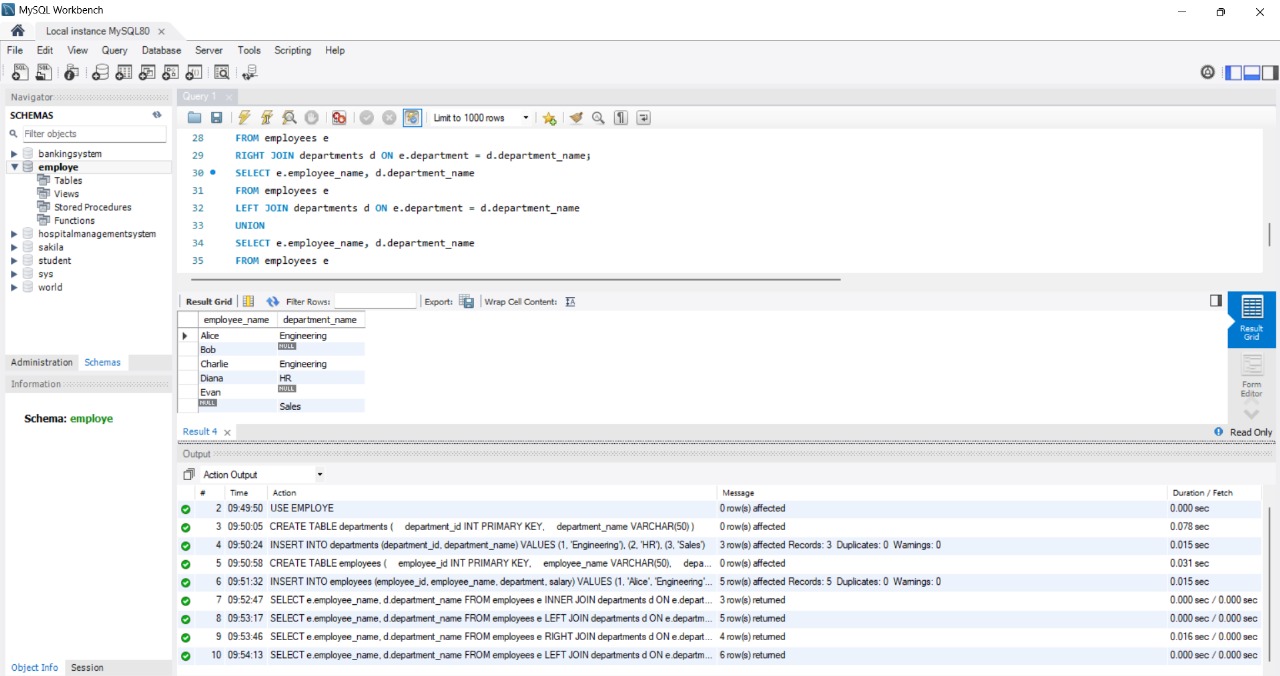 MySQL Workbench
Local instance MySQL80
File Edit View Query Database Server Tools Scripting Help
Navigator
SCHEMAS
Filter objects
bankingsystem
employe
Tables
Views
Stored Procedures
Functions
hospitalmanagementsystem
sakila
student
sys
world
Administration Schemas
Information
Schema: employe
Object Info Session
Query 1
Limit to 1000 rows
28 FROM employees e
29 RIGHT JOIN departments d ON e.department = d.department_name;
30 SELECT e.employee_name, d.department_name
31 FROM employees e
32 LEFT JOIN departments d ON e.department = d.department_name
33 UNION
34 SELECT e.employee_name, d.department_name
35 FROM employees e
Result Grid Filter Rows: Export: Wrap Cell Content:
employee_name department_name
Alice Engineering
Bob NULL
Charlie Engineering
Diana HR
Evan NULL
NULL Sales
Result Grid
Form Editor
Result 4
Read Only
Output
Action Output
# Time Action Message Duration / Fetch
2 09:49:50 USE EMPLOYE 0 row(s) affected 0.000 sec
3 09:50:05 CREATE TABLE departments ( department_id INT PRIMARY KEY, department_name VARCHAR(50) ) 0 row(s) affected 0.078 sec
4 09:50:24 INSERT INTO departments (department_id, department_name) VALUES (1, 'Engineering'), (2, 'HR'), (3, 'Sales') 3 row(s) affected Records: 3 Duplicates: 0 Warnings: 0 0.015 sec
5 09:50:58 CREATE TABLE employees ( employee_id INT PRIMARY KEY, employee_name VARCHAR(50), depa... 0 row(s) affected 0.031 sec
6 09:51:32 INSERT INTO employees (employee_id, employee_name, department, salary) VALUES (1, 'Alice', 'Engineering'... 5 row(s) affected Records: 5 Duplicates: 0 Warnings: 0 0.015 sec
7 09:52:47 SELECT e.employee_name, d.department_name FROM employees e INNER JOIN departments d ON e.depart... 3 row(s) returned 0.000 sec / 0.000 sec
8 09:53:17 SELECT e.employee_name, d.department_name FROM employees e LEFT JOIN departments d ON e.departm... 5 row(s) returned 0.000 sec / 0.000 sec
9 09:53:46 SELECT e.employee_name, d.department_name FROM employees e RIGHT JOIN departments d ON e.depart... 4 row(s) returned 0.016 sec / 0.000 sec
10 09:54:13 SELECT e.employee_name, d.department_name FROM employees e LEFT JOIN departments d ON e.departm... 6 row(s) returned 0.000 sec / 0.000 sec